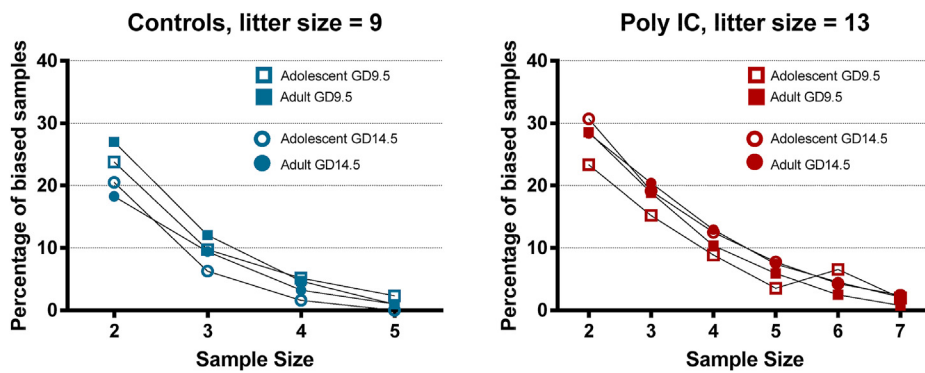 Controls, litter size = 9
Percentage of biased samples
40
30
20
10
0
Adolescent GD9.5
Adult GD9.5
Adolescent GD14.5
Adult GD14.5
2 3 4 5
Sample Size
Poly IC, litter size = 13
Percentage of biased samples
40
30
20
10
0
Adolescent GD9.5
Adult GD9.5
Adolescent GD14.5
Adult GD14.5
2 3 4 5 6 7
Sample Size